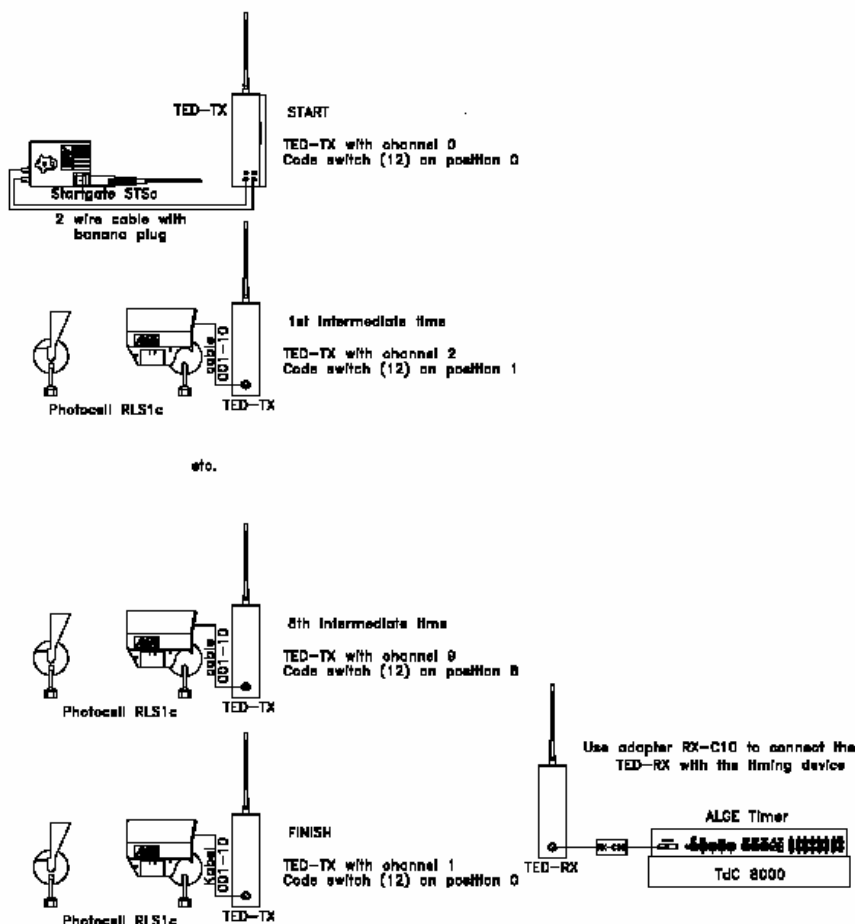 TED-TX
START
TED-TX with channel 0
Code switch (12) on position 0
Startgate STSc
2 wire cable with
banana plug
1st intermediate time
TED-TX with channel 2
Code switch (12) on position 1
cable
001-10
Photocell RLS1c
TED-TX
etc.
8th intermediate time
TED-TX with channel 9
Code switch (12) on position 8
cable
001-10
Photocell RLS1c
TED-TX
Use adapter RX-C10 to connect the
TED-RX with the timing device
ALGE Timer
FINISH
TED-TX with channel 1
Code switch (12) on position 0
Kabel
001-10
RX-C10
TED-RX
TdC 8000
Photocell RLS1c
TED-TX